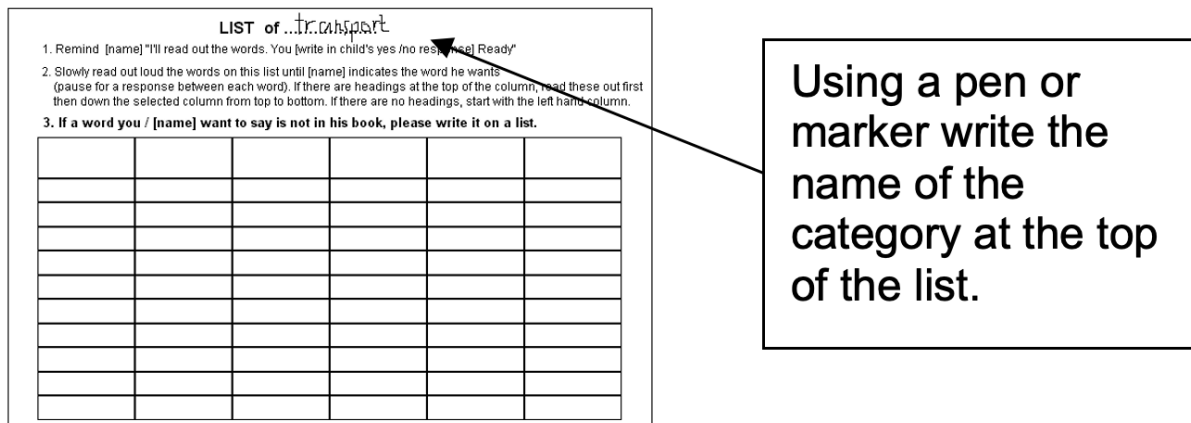 LIST of ...transport
1. Remind [name] "I'll read out the words. You [write in child's yes /no response] Ready"
2. Slowly read out loud the words on this list until [name] indicates the word he wants
(pause for a response between each word). If there are headings at the top of the column, read these out first
then down the selected column from top to bottom. If there are no headings, start with the left hand column.
3. If a word you / [name] want to say is not in his book, please write it on a list.
Using a pen or
marker write the
name of the
category at the top
of the list.